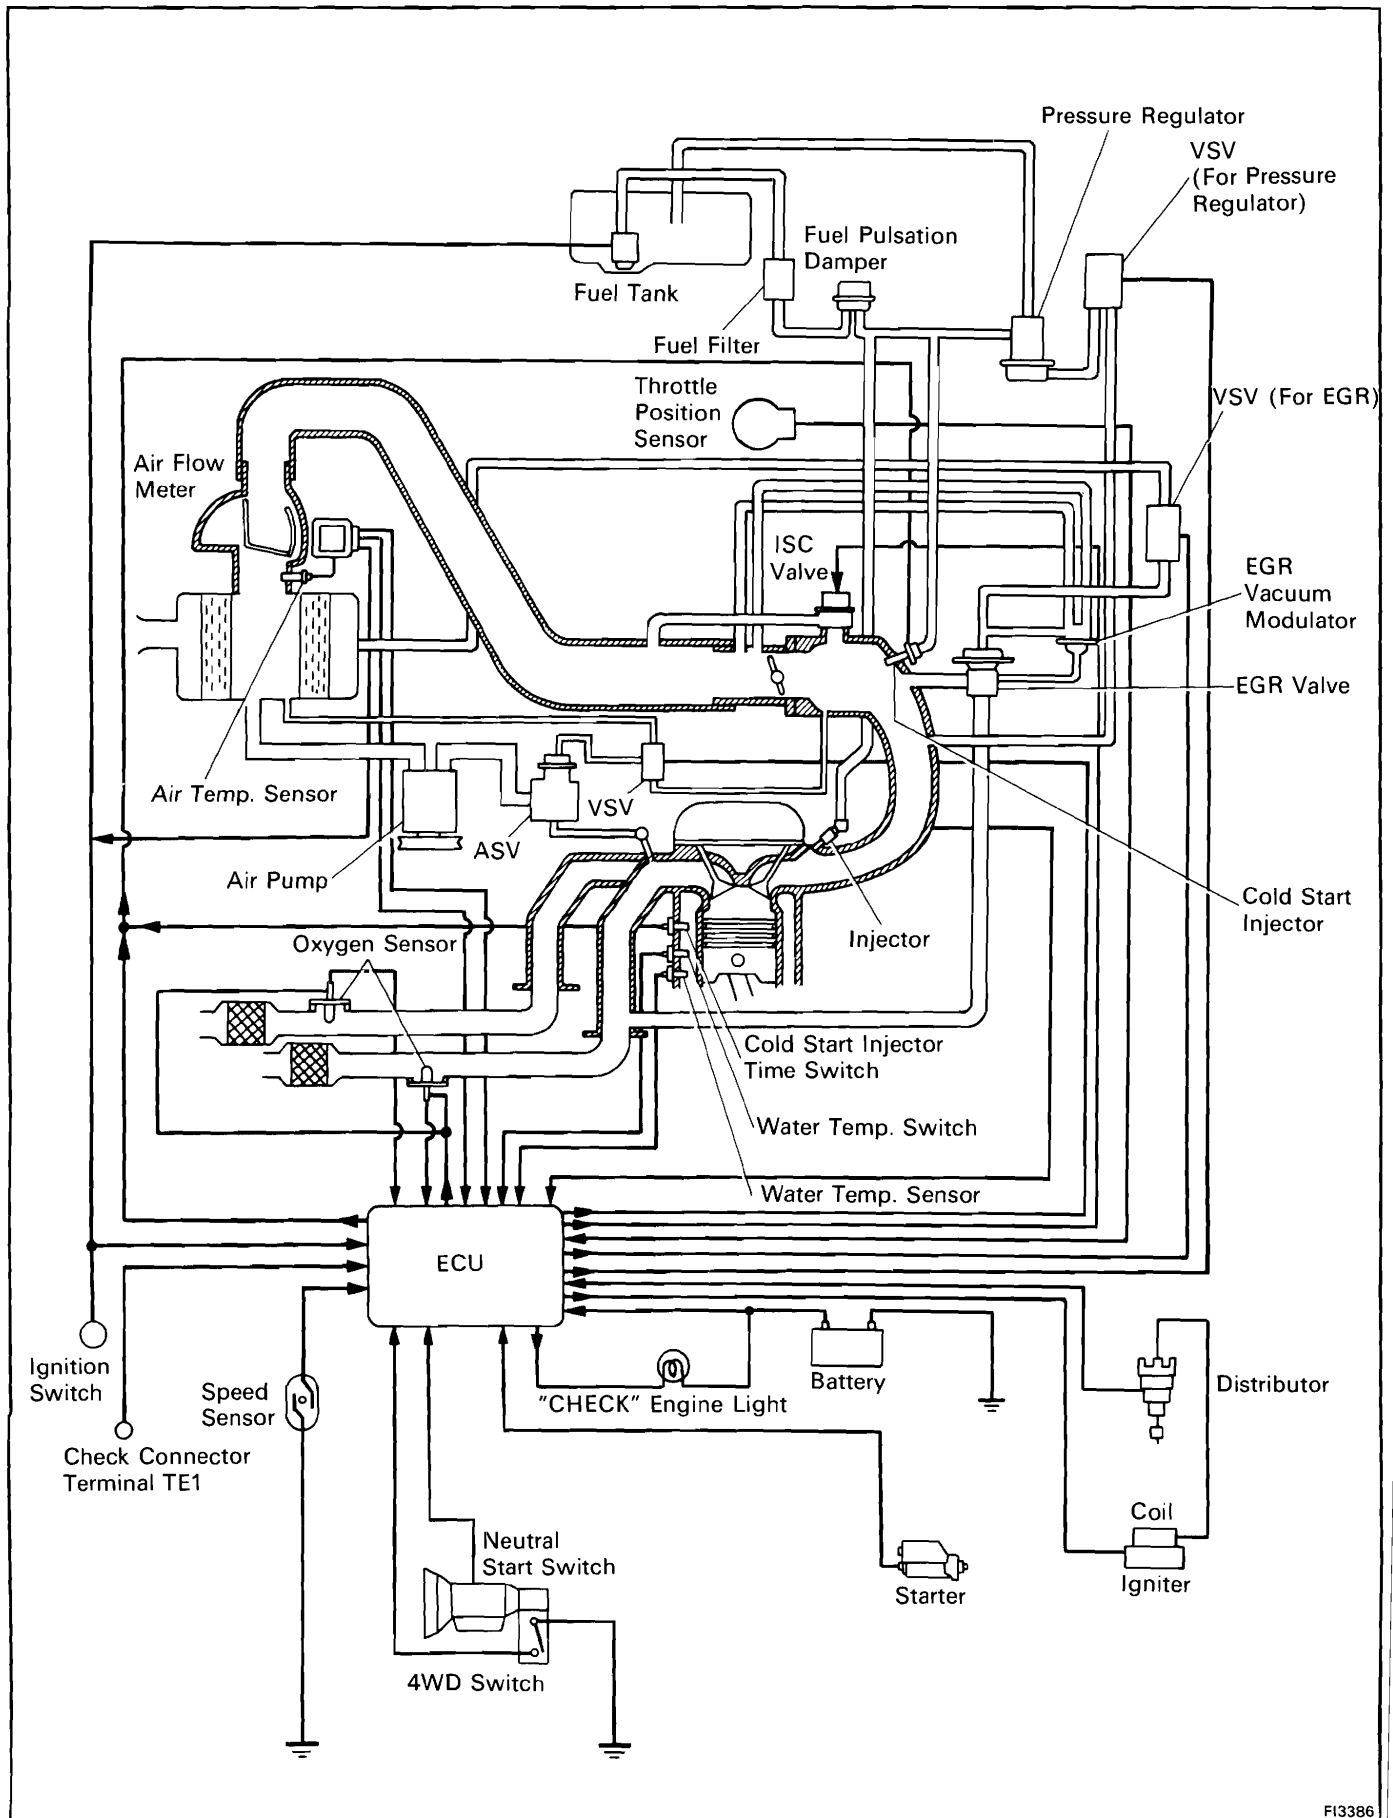 Pressure Regulator
VSV
(For Pressure
Regulator)
Fuel Pulsation
Damper
Fuel Tank
Fuel Filter
Throttle
Position
Sensor
VSV (For EGR)
Air Flow
Meter
ISC
Valve
EGR
Vacuum
Modulator
EGR Valve
Air Temp. Sensor
VSV
ASV
Air Pump
Cold Start
Injector
Injector
Oxygen Sensor
Cold Start Injector
Time Switch
Water Temp. Switch
Water Temp. Sensor
ECU
Ignition
Switch
Speed
Sensor
"CHECK" Engine Light
Battery
Distributor
Check Connector
Terminal TE1
Coil
Igniter
Neutral
Start Switch
Starter
4WD Switch
FI3386